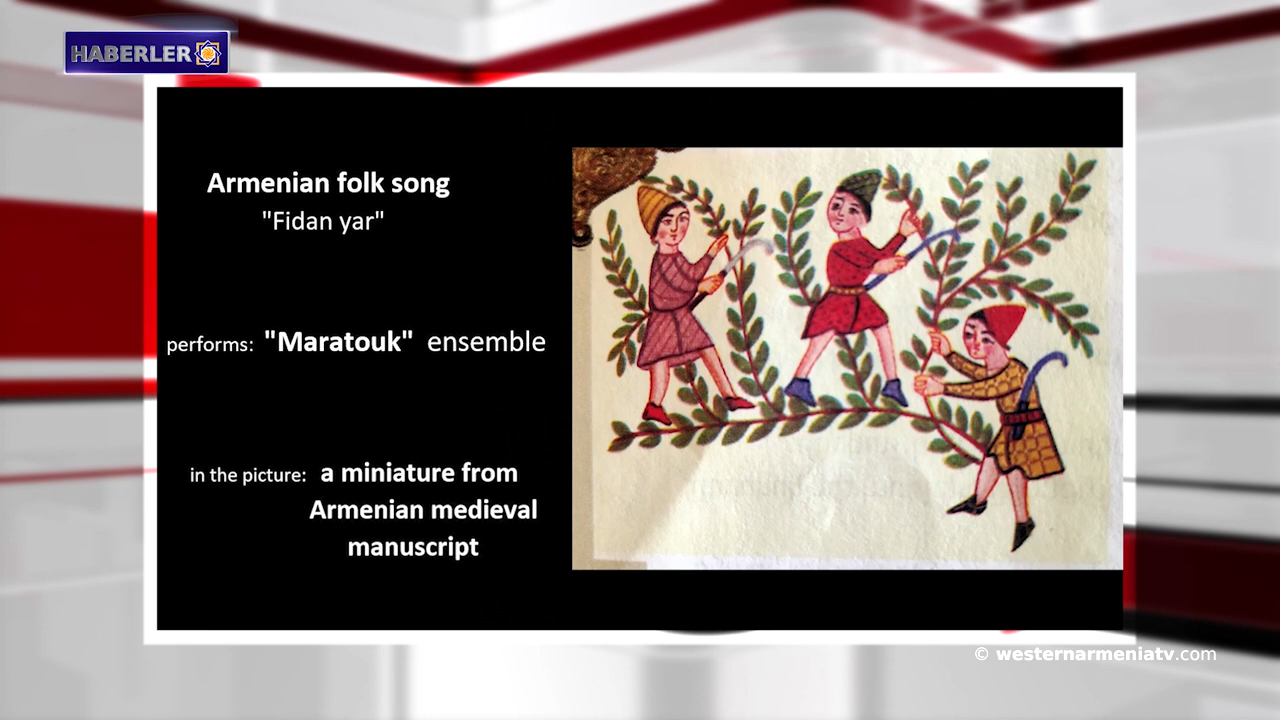 HABERLER
Armenian folk song
"Fidan yar"
performs: "Maratouk" ensemble
in the picture: a miniature from
Armenian medieval
manuscript
© westernarmeniatv.com